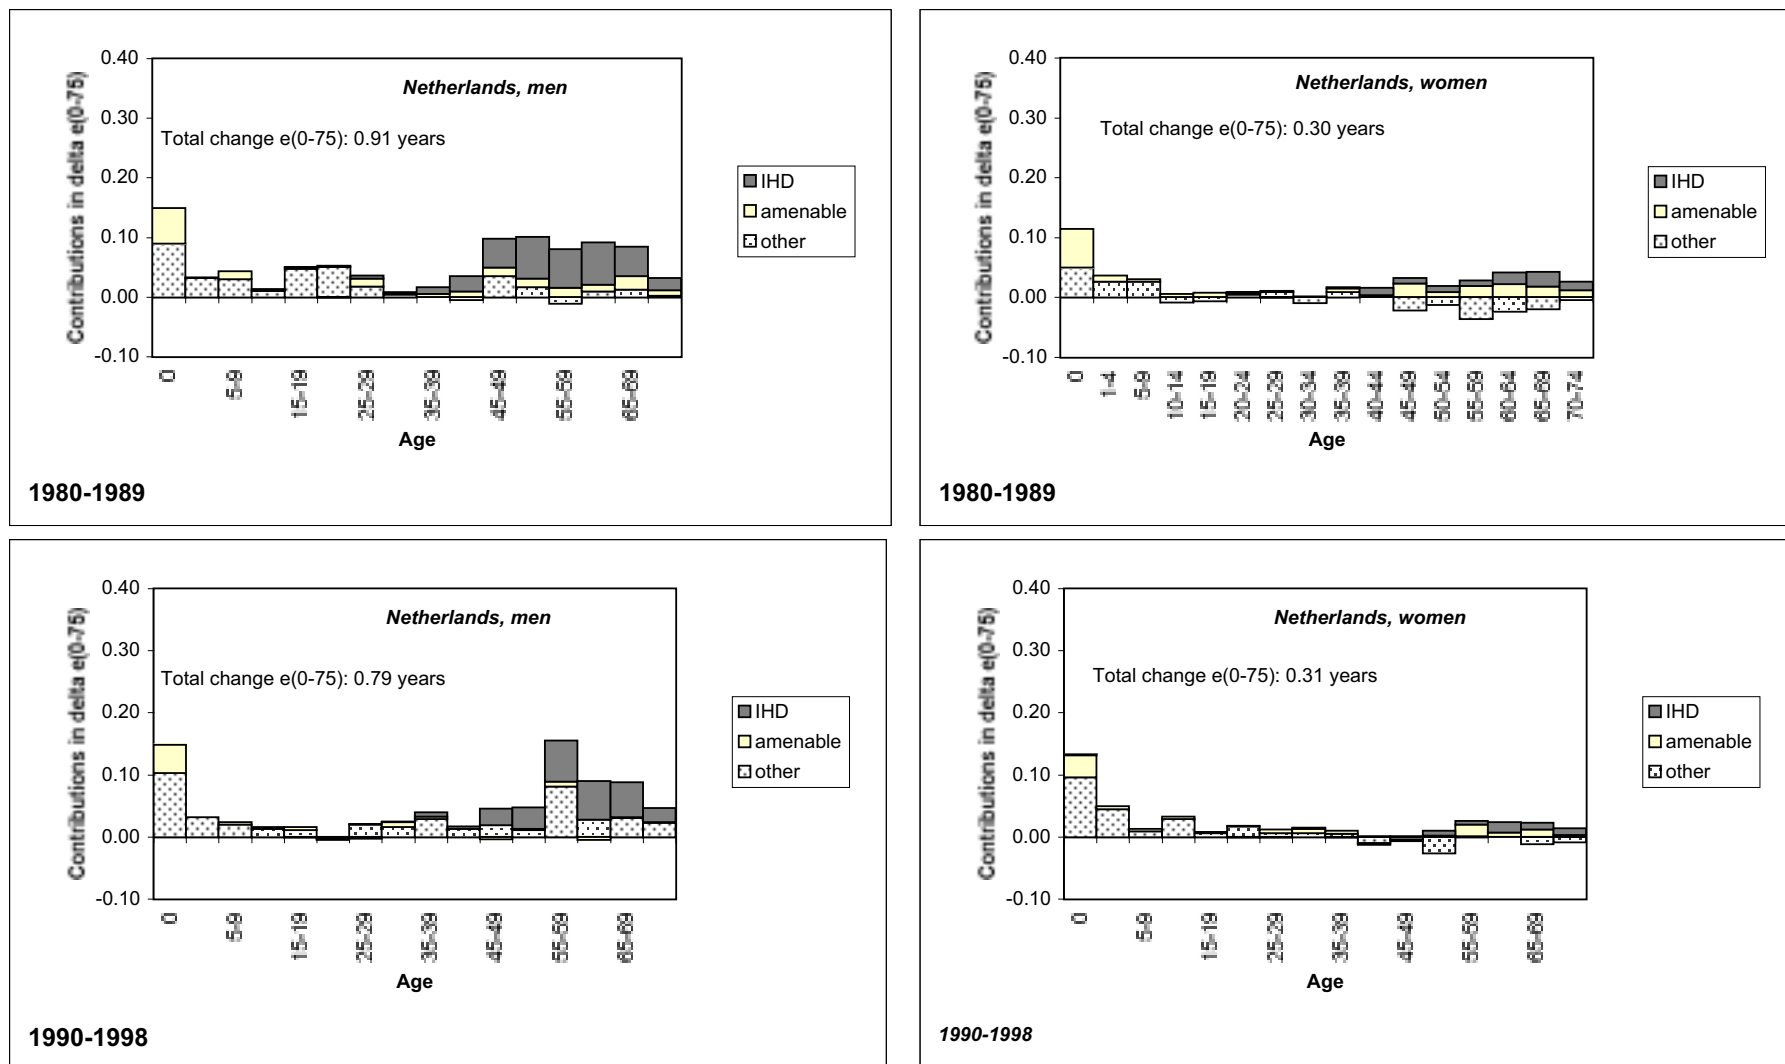 Netherlands, men
Total change e(0-75): 0.91 years
Contributions in delta e(0-75)
0.40
0.30
0.20
0.10
0.00
-0.10
IHD
amenable
other
0
5-9
15-19
25-29
35-39
45-49
55-59
65-69
Age
1980-1989
Netherlands, women
Total change e(0-75): 0.30 years
Contributions in delta e(0-75)
0.40
0.30
0.20
0.10
0.00
-0.10
IHD
amenable
other
0
1-4
5-9
10-14
15-19
20-24
25-29
30-34
35-39
40-44
45-49
50-54
55-59
60-64
65-69
70-74
Age
1980-1989
Netherlands, men
Total change e(0-75): 0.79 years
Contributions in delta e(0-75)
0.40
0.30
0.20
0.10
0.00
-0.10
IHD
amenable
other
0
5-9
15-19
25-29
35-39
45-49
55-59
65-69
Age
1990-1998
Netherlands, women
Total change e(0-75): 0.31 years
Contributions in delta e(0-75)
0.40
0.30
0.20
0.10
0.00
-0.10
IHD
amenable
other
0
5-9
15-19
25-29
35-39
45-49
55-59
65-69
Age
1990-1998